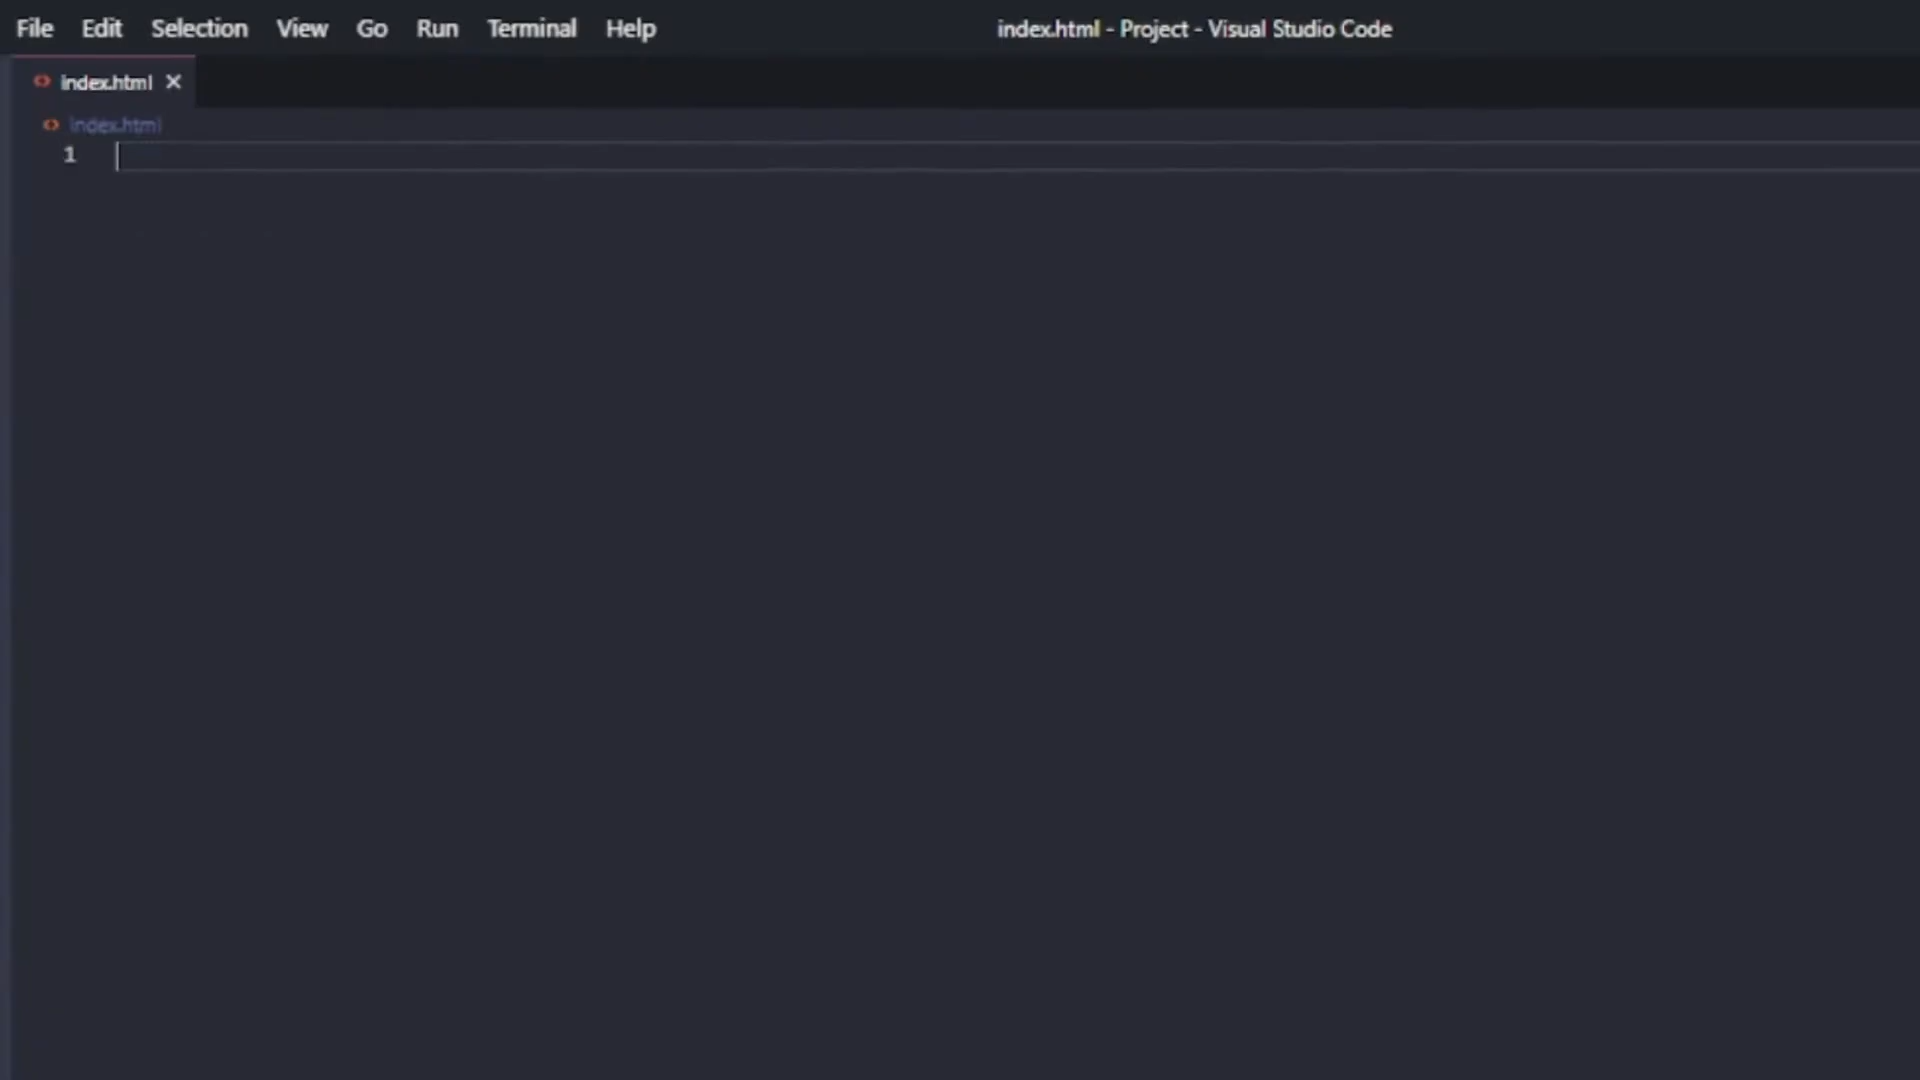 File Edit Selection View Go Run Terminal Help index.html - Project - Visual Studio Code
index.html
index.html
1